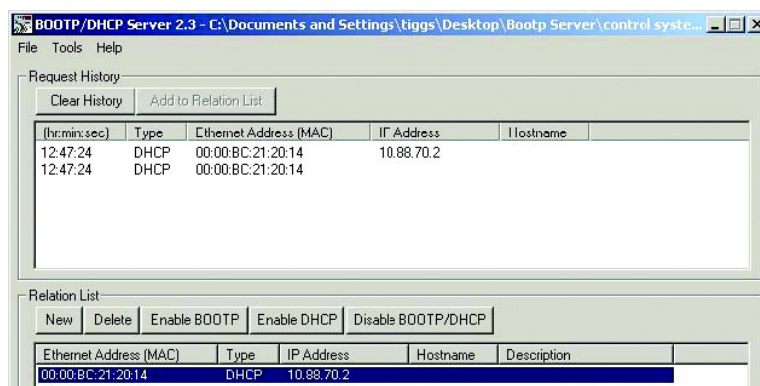 BOOTP/DHCP Server 2.3 - C:\Documents and Settings\tiggs\Desktop\Bootp Server\control syste...
File Tools Help
Request History
Clear History Add to Relation List
(hr:min:sec) Type Ethernet Address (MAC) IP Address Hostname
12:47:24 DHCP 00:00:BC:21:20:14 10.88.70.2
12:47:24 DHCP 00:00:BC:21:20:14
Relation List
New Delete Enable BOOTP Enable DHCP Disable BOOTP/DHCP
Ethernet Address (MAC) Type IP Address Hostname Description
00:00:BC:21:20:14 DHCP 10.88.70.2